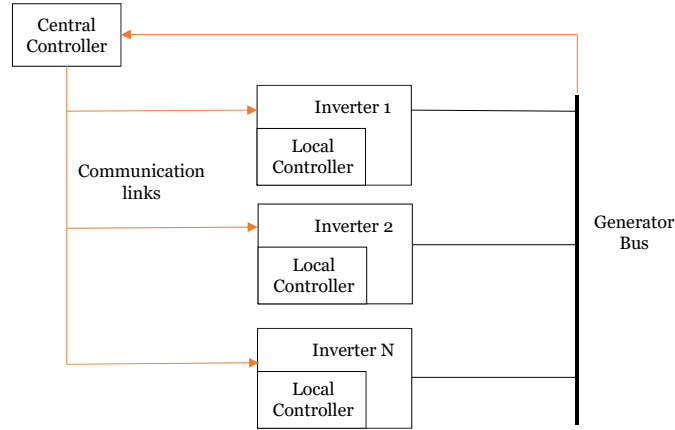 Central
Controller
Inverter 1
Local
Controller
Communication
links
Inverter 2
Local
Controller
Generator
Bus
Inverter N
Local
Controller